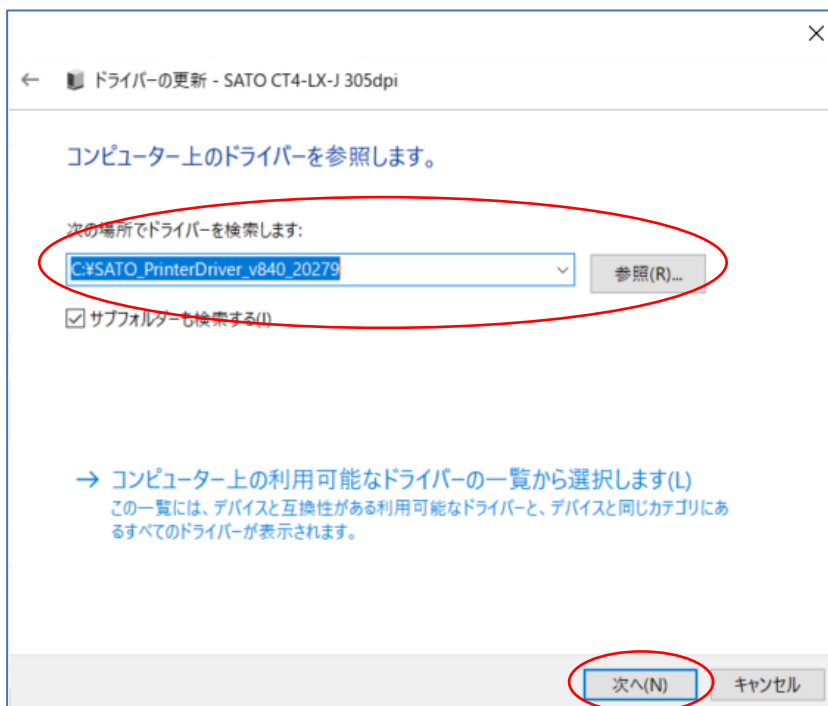 ドライバーの更新 - SATO CT4-LX-J 305dpi
コンピューター上のドライバーを参照します。
次の場所でドライバーを検索します:
C:¥SATO_PrinterDriver_v840_20279
参照(R)...
サブフォルダーも検索する(I)
コンピューター上の利用可能なドライバーの一覧から選択します(L)
この一覧には、デバイスと互換性がある利用可能なドライバーと、デバイスと同じカテゴリにあ
るすべてのドライバーが表示されます。
次へ(N)
キャンセル